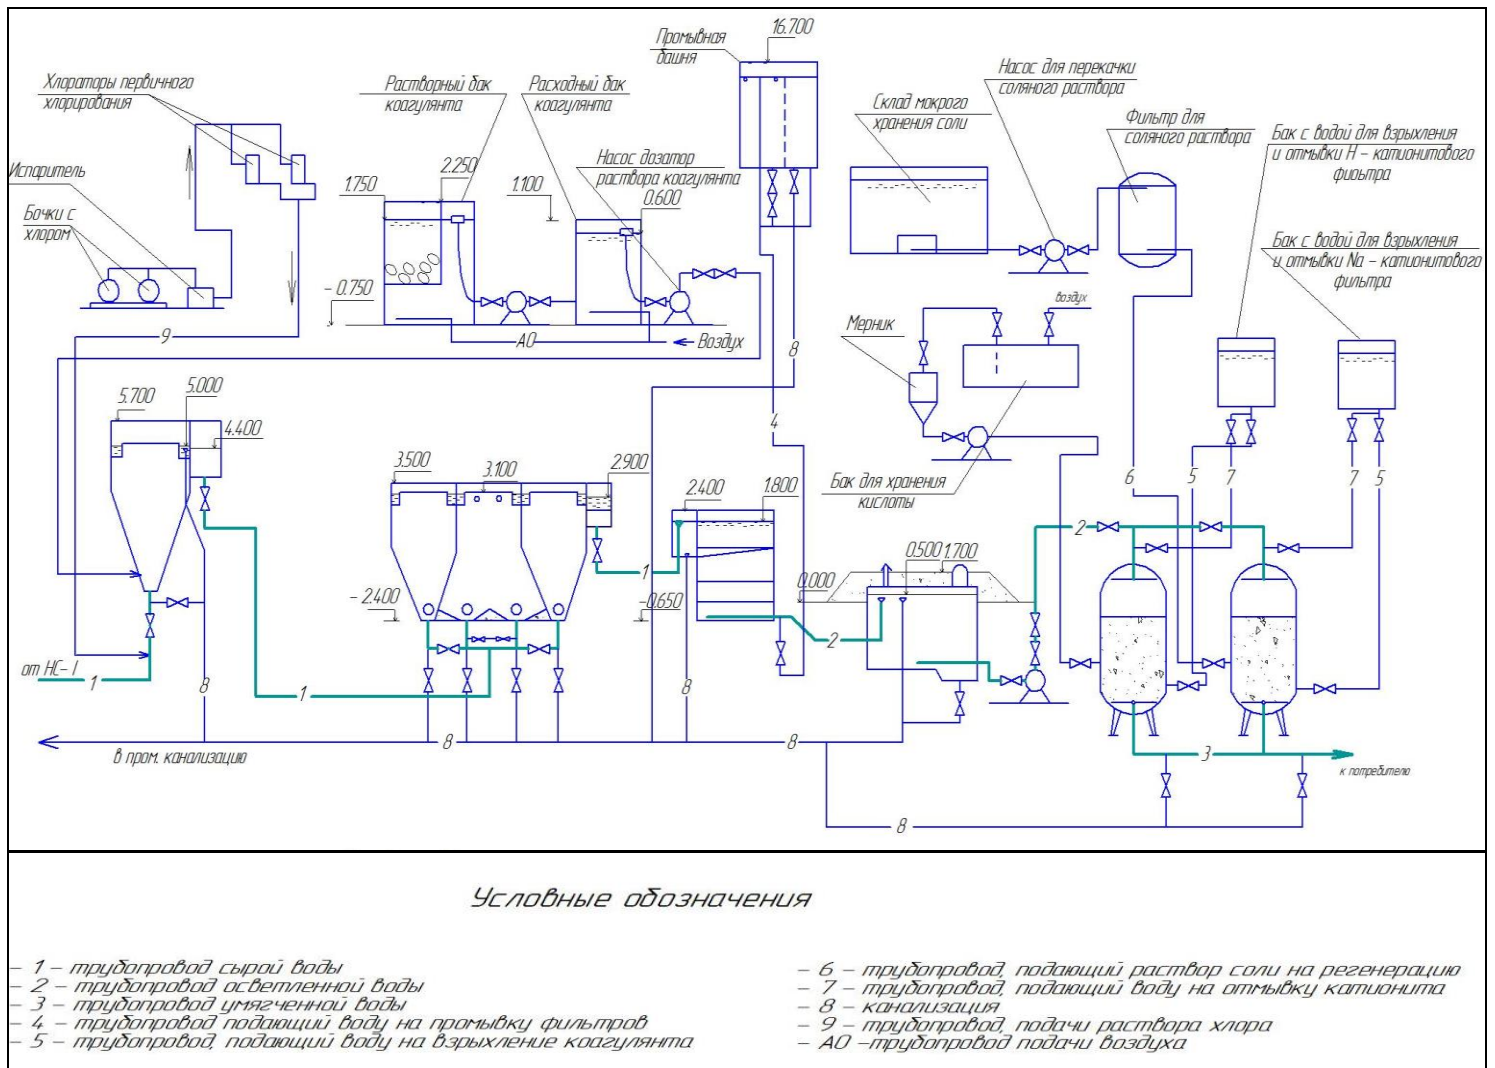 Хлораторы первичного
хлорирования
Испаритель
Бочки с
хлором
Растворный бак
коагулянта
Расходный бак
коагулянта
Насос дозатор
раствора коагулянта
Промывная
башня
16.700
Склад мокрого
хранения соли
Насос для перекачки
соляного раствора
Фильтр для
соляного раствора
Бак с водой для взрыхления
и отмывки Н - катионитового
фиоьтра
Бак с водой для взрыхления
и отмывки Na - катионитового
фильтра
1.750
2.250
1.100
0.600
- 0.750
АО
Воздух
9
8
4
воздух
Мерник
Бак для хранения
кислоты
6
5
7
7
5
5.700
5.000
4.400
3.500
3.100
2.900
2.400
1.800
0.500
1.700
0.000
- 2.400
-0.650
1
2
2
от НС- I
1
8
1
8
8
8
8
3
в пром. канализацию
к потребителю
8
Условные обозначения
- 1 - трубопровод сырой воды
- 2 - трубопровод осветленной воды
- 3 - трубопровод умягченной воды
- 4 - трубопровод подающий воду на промывку фильтров
- 5 - трубопровод, подающий воду на взрыхление коагулянта
- 6 - трубопровод, подающий раствор соли на регенерацию
- 7 - трубопровод, подающий воду на отмывку катионита
- 8 - канализация
- 9 - трубопровод, подачи раствора хлора
- АО -трубопровод подачи воздуха